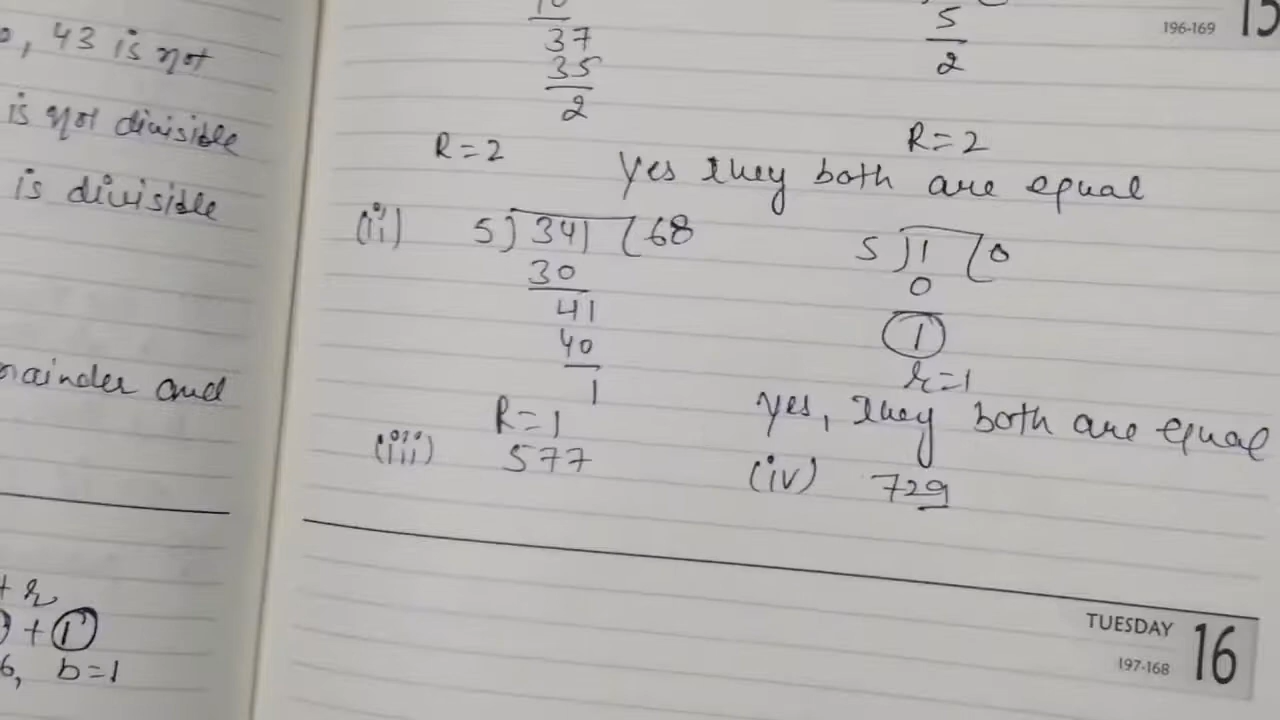 , 43 is not
is not divisible
is divisible
and
+ r
+ 1
6, b=1
196-169 15
37
35
2
5
2
R=2
R=2
Yes they both are equal
(ii) 5) 341 (68
30
41
40
1
R=1
5) 1 (0
0
1
r=1
yes, they both are equal
(iii) 577
(iv) 729
TUESDAY 16
197-168